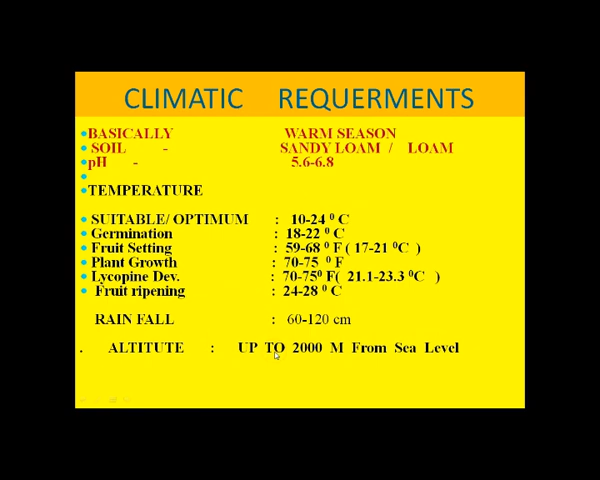 CLIMATIC REQUERMENTS
•BASICALLY WARM SEASON
• SOIL - SANDY LOAM / LOAM
•pH - 5.6-6.8
•
•TEMPERATURE
• SUITABLE/ OPTIMUM : 10-24 ⁰ C
• Germination : 18-22 ⁰ C
• Fruit Setting : 59-68 ⁰ F ( 17-21 ⁰C )
• Plant Growth : 70-75 ⁰ F
• Lycopine Dev. : 70-75⁰ F( 21.1-23.3 ⁰C )
• Fruit ripening : 24-28 ⁰ C
RAIN FALL : 60-120 cm
. ALTITUTE : UP TO 2000 M From Sea Level